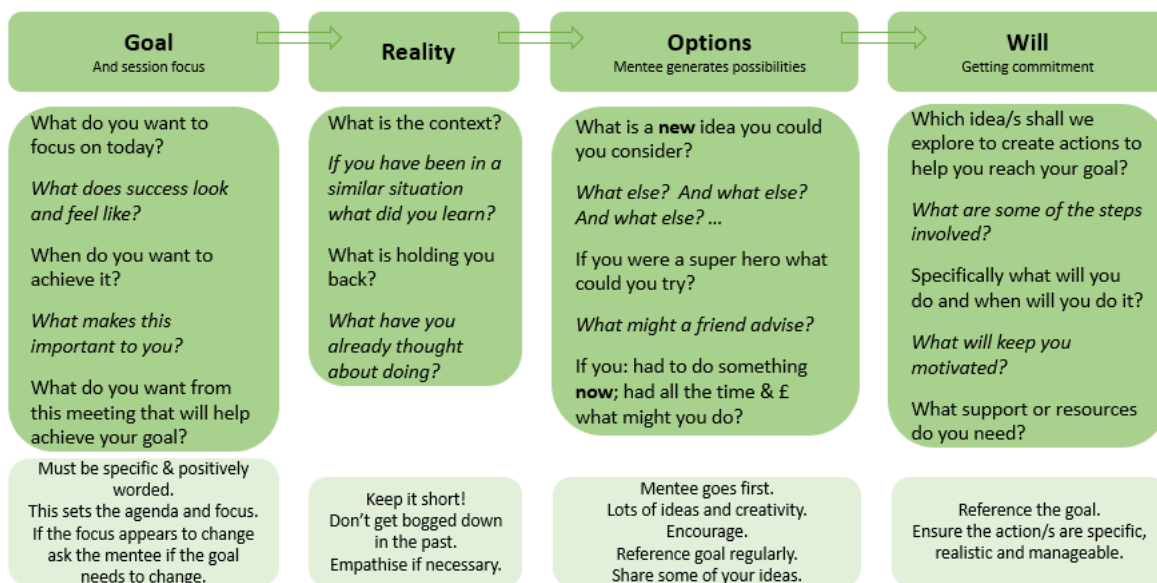 Goal
And session focus
Reality
Options
Mentee generates possibilities
Will
Getting commitment
What do you want to
focus on today?
What does success look
and feel like?
When do you want to
achieve it?
What makes this
important to you?
What do you want from
this meeting that will help
achieve your goal?
What is the context?
If you have been in a
similar situation
what did you learn?
What is holding you
back?
What have you
already thought
about doing?
What is a new idea you could
you consider?
What else?  And what else?
And what else? ...
If you were a super hero what
could you try?
What might a friend advise?
If you: had to do something
now; had all the time & £
what might you do?
Which idea/s shall we
explore to create actions to
help you reach your goal?
What are some of the steps
involved?
Specifically what will you
do and when will you do it?
What will keep you
motivated?
What support or resources
do you need?
Must be specific & positively
worded.
This sets the agenda and focus.
If the focus appears to change
ask the mentee if the goal
needs to change.
Keep it short!
Don't get bogged down
in the past.
Empathise if necessary.
Mentee goes first.
Lots of ideas and creativity.
Encourage.
Reference goal regularly.
Share some of your ideas.
Reference the goal.
Ensure the action/s are specific,
realistic and manageable.